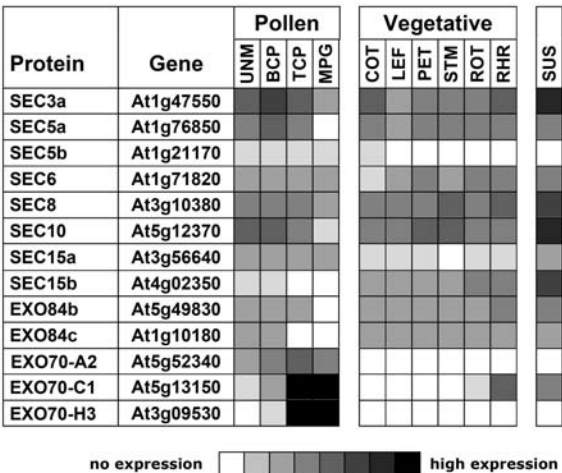 Pollen Vegetative
Protein Gene UNM BCP TCP MPG COT LEF PET STM ROT RHR SUS
SEC3a At1g47550
SEC5a At1g76850
SEC5b At1g21170
SEC6 At1g71820
SEC8 At3g10380
SEC10 At5g12370
SEC15a At3g56640
SEC15b At4g02350
EXO84b At5g49830
EXO84c At1g10180
EXO70-A2 At5g52340
EXO70-C1 At5g13150
EXO70-H3 At3g09530
no expression high expression